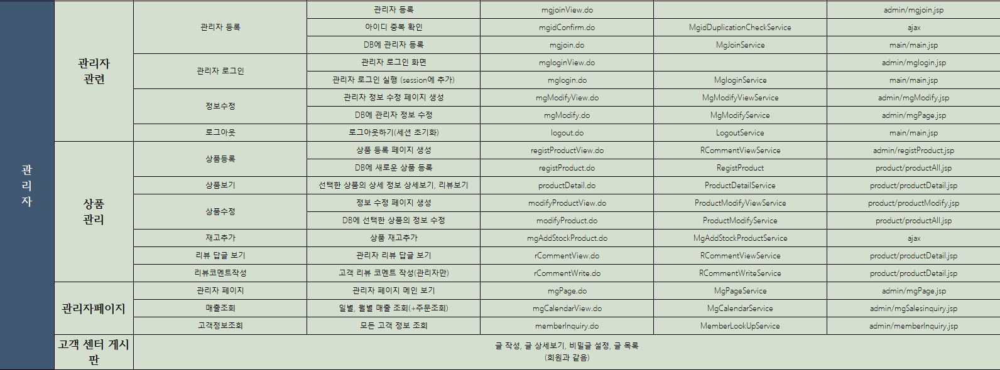 관
리
자
관리자
관련
관리자 등록
관리자 등록 mgjoinView.do admin/mgjoin.jsp
아이디 중복 확인 mgidConfirm.do MgidDuplicationCheckService ajax
DB에 관리자 등록 mgjoin.do MgJoinService main/main.jsp
관리자 로그인
관리자 로그인 화면 mgloginView.do admin/mglogin.jsp
관리자 로그인 실행 (session에 추가) mglogin.do MgloginService main/main.jsp
정보수정
관리자 정보 수정 페이지 생성 mgModifyView.do MgModifyViewService admin/mgModify.jsp
DB에 관리자 정보 수정 mgModify.do MgModifyService admin/mgPage.jsp
로그아웃 로그아웃하기(세션 초기화) logout.do LogoutService main/main.jsp
상품
관리
상품등록
상품 등록 페이지 생성 registProductView.do RCommentViewService admin/registProduct.jsp
DB에 새로운 상품 등록 registProduct.do RegistProduct product/productAll.jsp
상품보기 선택한 상품의 상세 정보 상세보기, 리뷰보기 productDetail.do ProductDetailService product/productDetail.jsp
상품수정
정보 수정 페이지 생성 modifyProductView.do ProductModifyViewService product/productModify.jsp
DB에 선택한 상품의 정보 수정 modifyProduct.do ProductModifyService product/productAll.jsp
재고추가 상품 재고추가 mgAddStockProduct.do MgAddStockProductService ajax
리뷰 답글 보기 관리자 리뷰 답글 보기 rCommentView.do RCommentViewService product/productDetail.jsp
리뷰코멘트작성 고객 리뷰 코멘트 작성(관리자만) rCommentWrite.do RCommentWriteService product/productDetail.jsp
관리자페이지
관리자 페이지 관리자 페이지 메인 보기 mgPage.do MgPageService admin/mgPage.jsp
매출조회 일별, 월별 매출 조회(+주문조회) mgCalendarView.do MgCalendarService admin/mgSalesinquiry.jsp
고객정보조회 모든 고객 정보 조회 memberInquiry.do MemberLookUpService admin/memberInquiry.jsp
고객 센터 게시
판
글 작성, 글 상세보기, 비밀글 설정, 글 목록
(회원과 같음)